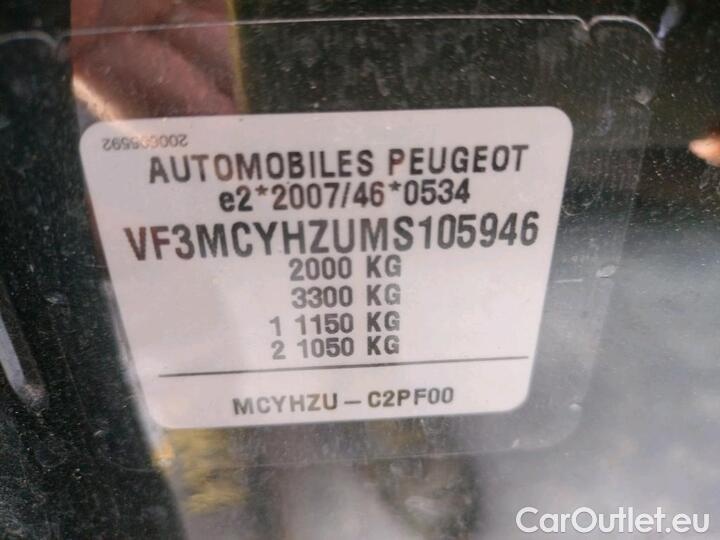 AUTOMOBILES PEUGEOT
e2*2007/46*0534
VF3MCYHZUMS105946
2000 KG
3300 KG
1 1150 KG
2 1050 KG
MCYHZU – C2PF00
CarOutlet.eu